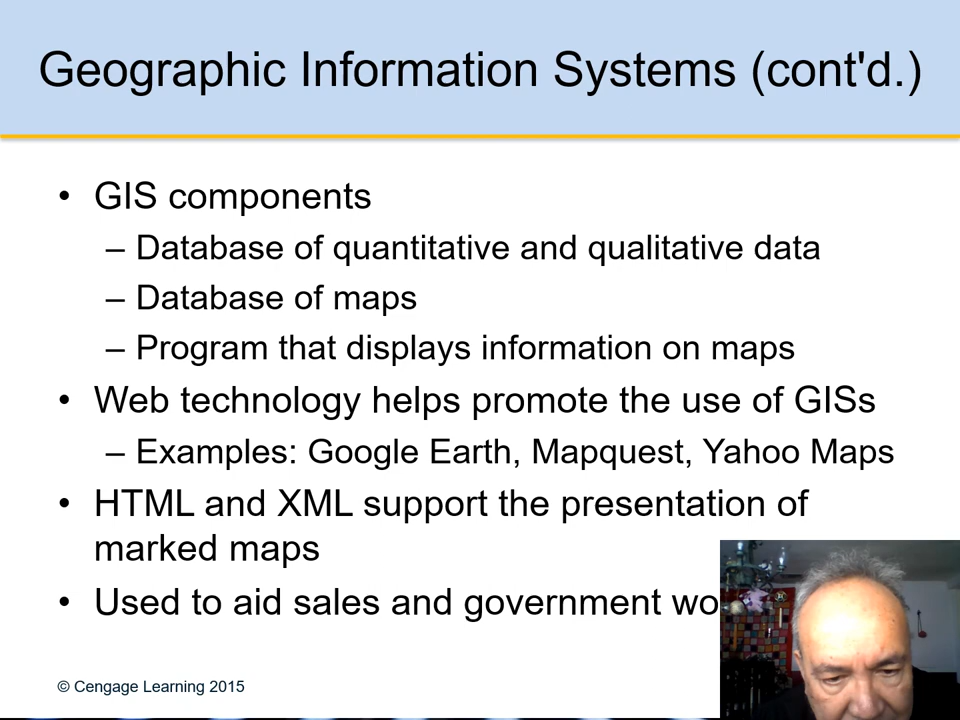 Geographic Information Systems (cont'd.)
• GIS components
– Database of quantitative and qualitative data
– Database of maps
– Program that displays information on maps
• Web technology helps promote the use of GISs
– Examples: Google Earth, Mapquest, Yahoo Maps
• HTML and XML support the presentation of
marked maps
• Used to aid sales and government
© Cengage Learning 2015